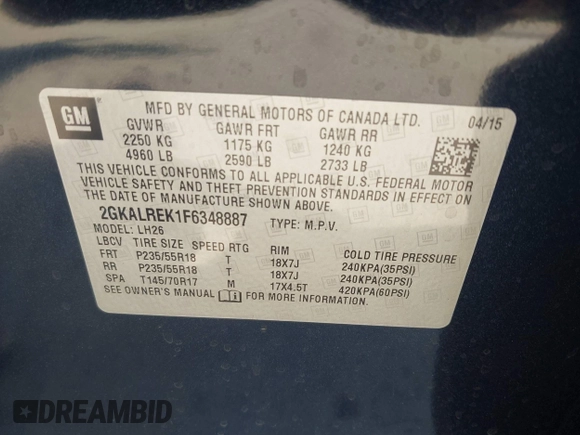 GM
MFD BY GENERAL MOTORS OF CANADA LTD. 04/15
GVWR GAWR FRT GAWR RR
2250 KG 1175 KG 1240 KG
4960 LB 2590 LB 2733 LB
THIS VEHICLE CONFORMS TO ALL APPLICABLE U.S. FEDERAL MOTOR
VEHICLE SAFETY AND THEFT PREVENTION STANDARDS IN EFFECT ON
THE DATE OF MANUFACTURE SHOWN ABOVE.
2GKALREK1F6348887 TYPE: M.P.V.
MODEL: LH26
LBCV TIRE SIZE SPEED RTG RIM COLD TIRE PRESSURE
FRT P235/55R18 T 18X7J 240KPA(35PSI)
RR P235/55R18 T 18X7J 240KPA(35PSI)
SPA T145/70R17 M 17X4.5T 420KPA(60PSI)
SEE OWNER'S MANUAL i FOR MORE INFORMATION.
DREAMBID